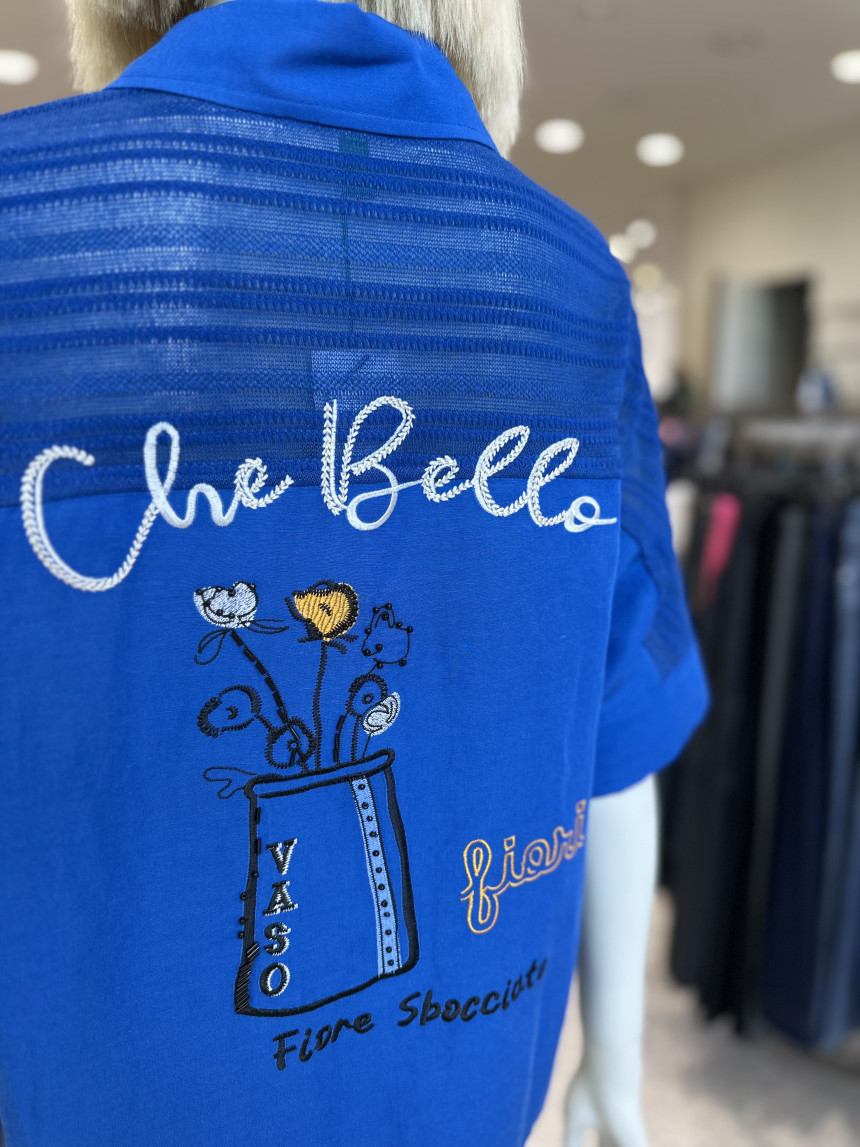 Che Bello
VASO
fiori
Fiore Sbocciato